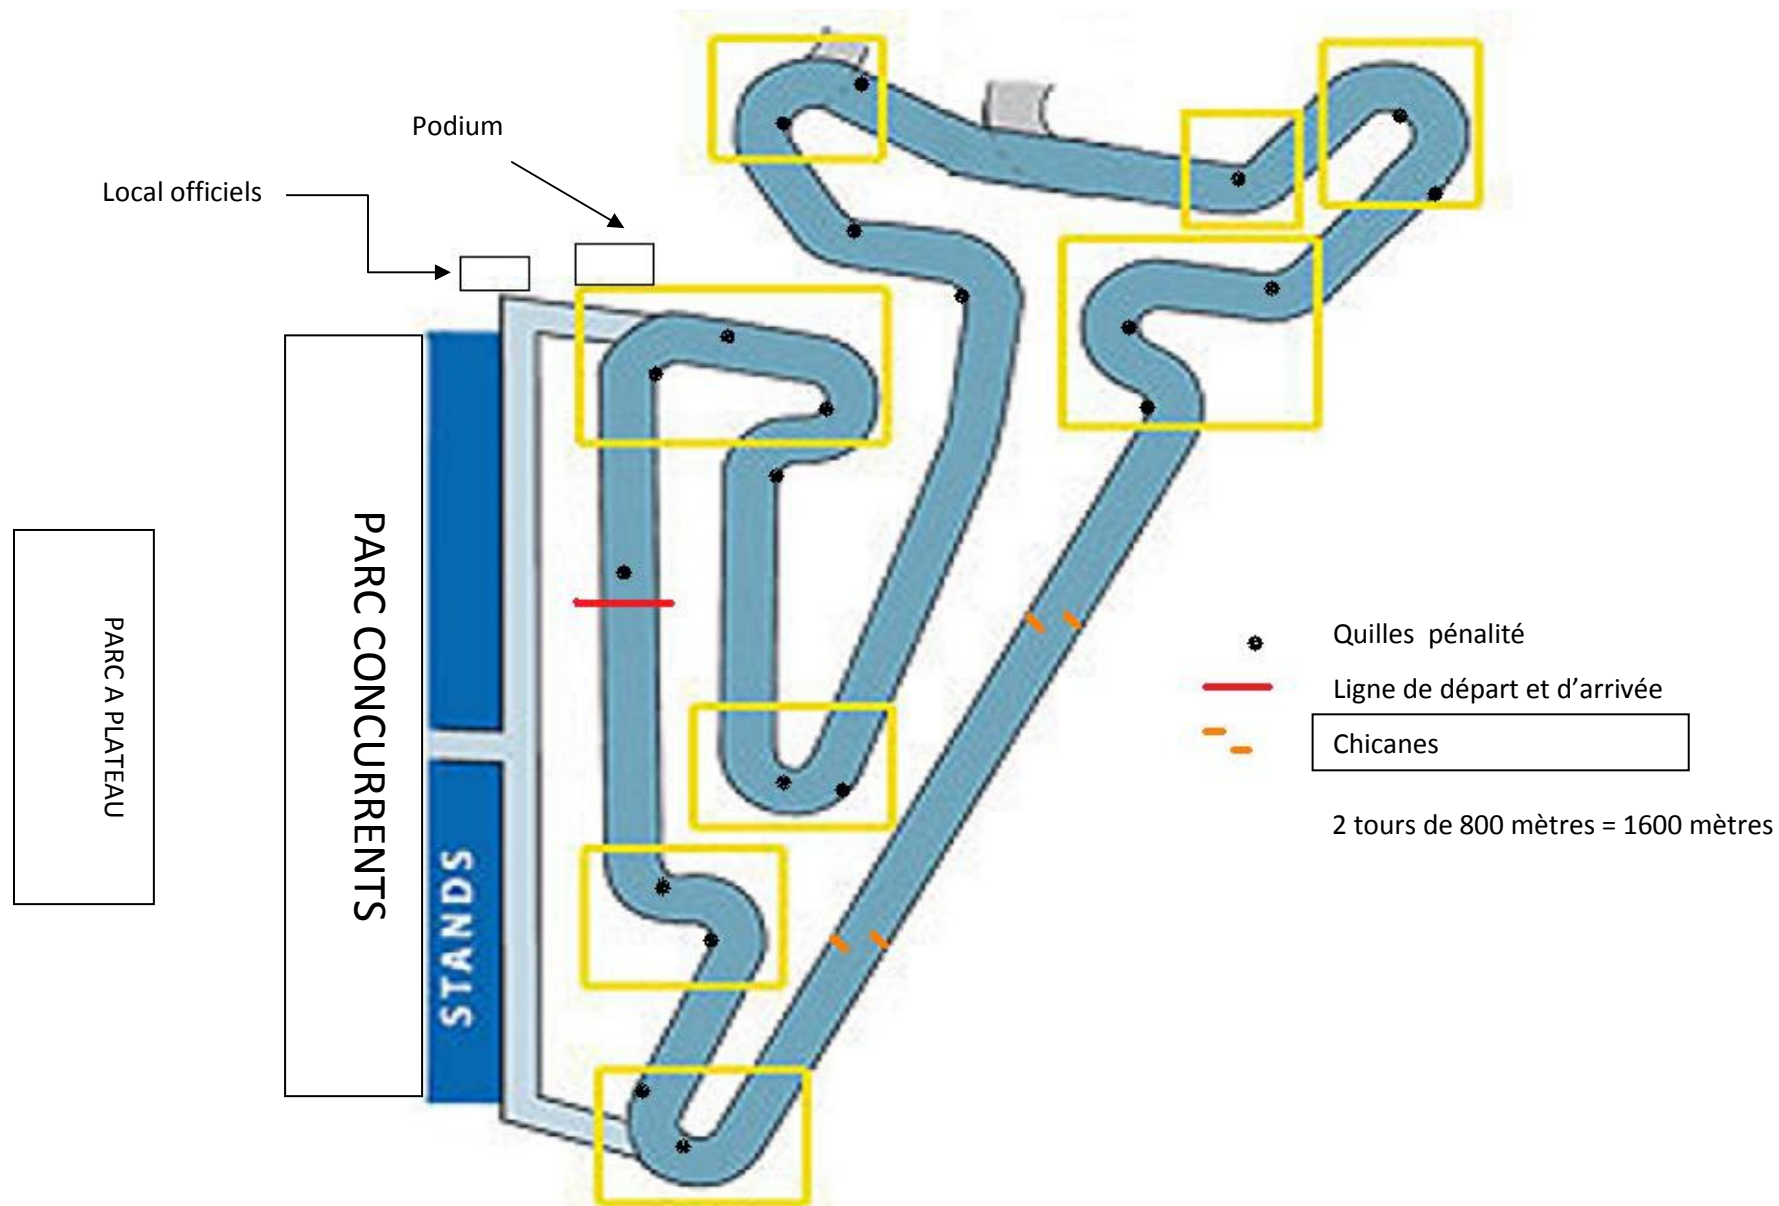 Podium
Local officiels
PARC A PLATEAU
PARC CONCURRENTS
STANDS
Quilles pénalité
Ligne de départ et d'arrivée
Chicanes
2 tours de 800 mètres = 1600 mètres